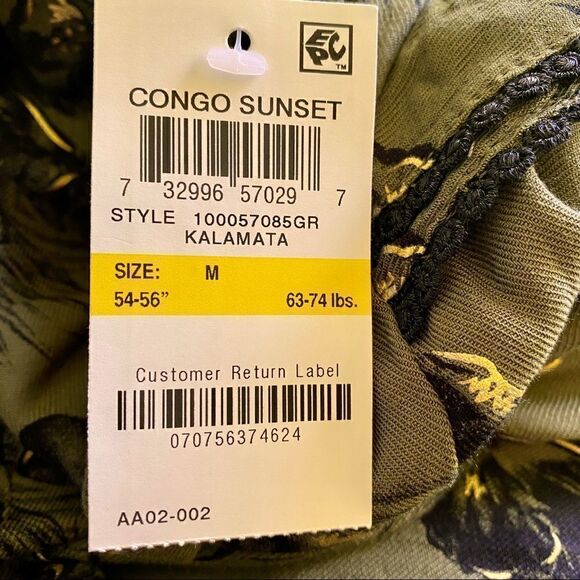 EPC
TM
CONGO SUNSET
7 32996 57029 7
STYLE 100057085GR
KALAMATA
SIZE: M
54-56" 63-74 lbs.
Customer Return Label
070756374624
AA02-002